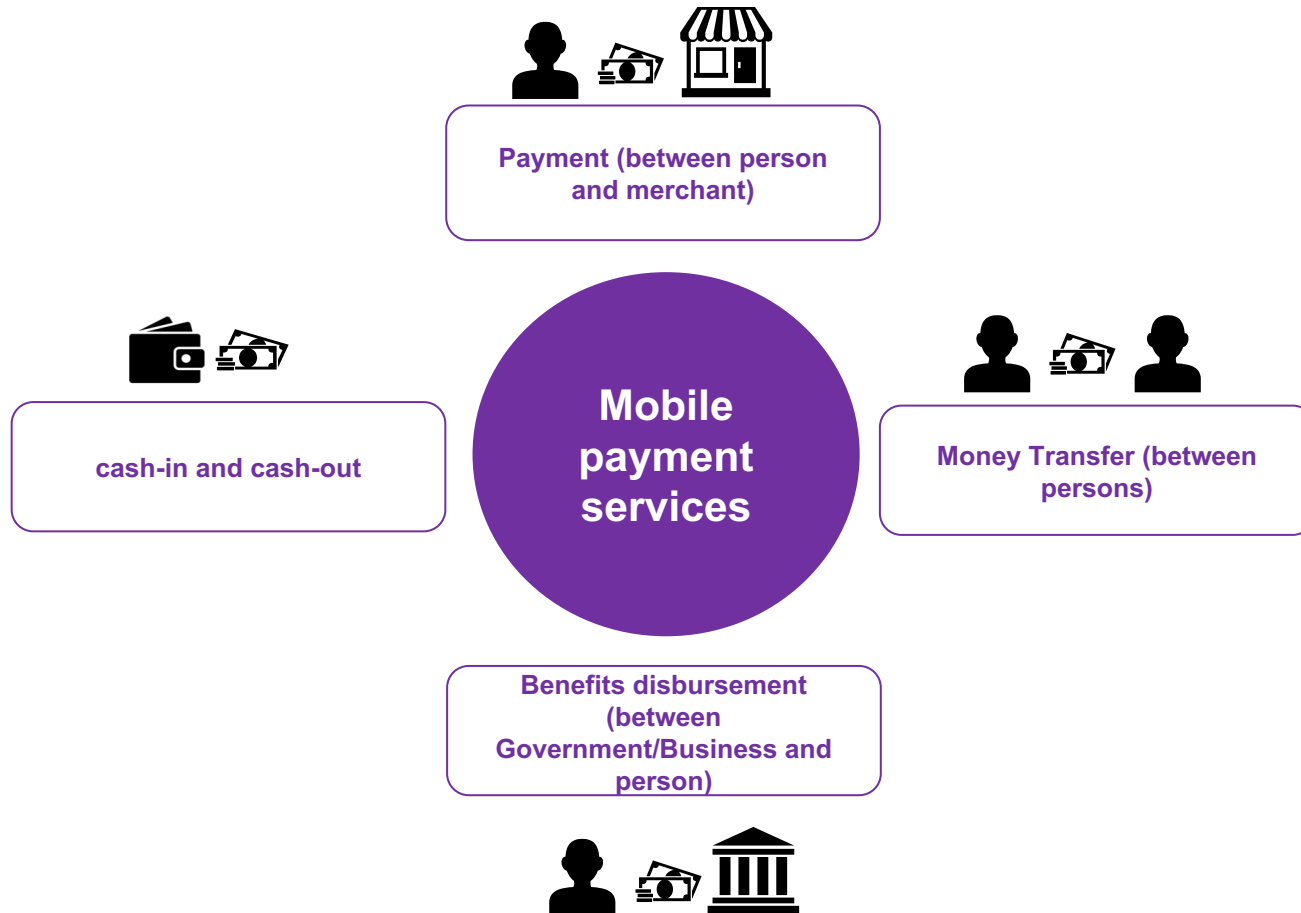 Payment (between person
and merchant)
cash-in and cash-out
Mobile
payment
services
Money Transfer (between
persons)
Benefits disbursement
(between
Government/Business and
person)